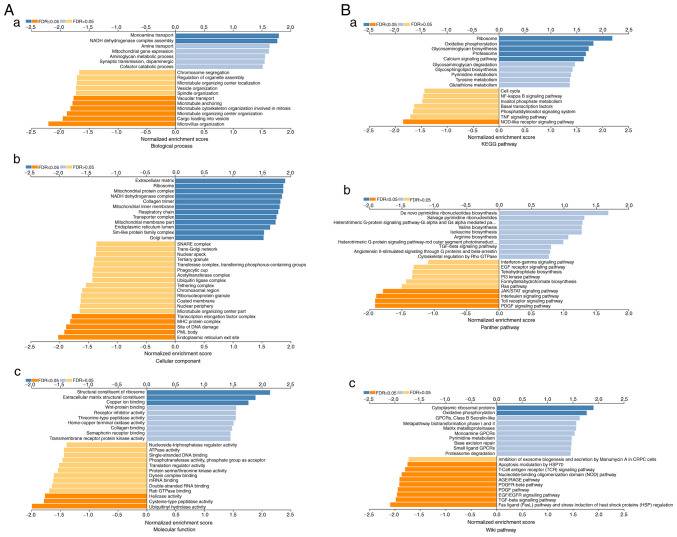 A
B
a
FDR≤0.05 FDR>0.05
-2.5 -2.0 -1.5 -1.0 -0.5 0 0.5 1.0 1.5 2.0 2.5
Monoamine transport
NADH dehydrogenase complex assembly
Amine transport
Mitochondrial gene expression
Aminoglycan metabolic process
Synaptic transmission, dopaminergic
Cofactor catabolic process
Chromosome segregation
Regulation of organelle assembly
Microtubule organizing center localization
Vesicle organization
Spindle organization
Vacuolar transport
Microtubule anchoring
Microtubule cytoskeleton organization involved in mitosis
Microtubule organizing center organization
Cargo loading into vesicle
Microvillus organization
-2.5 -2.0 -1.5 -1.0 -0.5 0 0.5 1.0 1.5 2.0 2.5
Normalized enrichment score
Biological process
b
FDR≤0.05 FDR>0.05
-2.5 -2.0 -1.5 -1.0 -0.5 0 0.5 1.0 1.5 2.0
Extracellular matrix
Ribosome
Mitochondrial protein complex
NADH dehydrogenase complex
Collagen trimer
Mitochondrial inner membrane
Respiratory chain
Transporter complex
Mitochondrial membrane part
Endoplasmic reticulum lumen
Sm-like protein family complex
Golgi lumen
SNARE complex
Trans-Golgi network
Nuclear speck
Tertiary granule
Transferase complex, transferring phosphorus-containing groups
Phagocytic cup
Acetyltransferase complex
Ubiquitin ligase complex
Tethering complex
Chromosomal region
Ribonucleoprotein granule
Coated membrane
Nuclear periphery
Microtubule organizing center part
Transcription elongation factor complex
MHC protein complex
Site of DNA damage
PML body
Endoplasmic reticulum exit site
-2.5 -2.0 -1.5 -1.0 -0.5 0 0.5 1.0 1.5 2.0
Normalized enrichment score
Cellular component
c
FDR≤0.05 FDR>0.05
-2.0 -1.5 -1.0 -0.5 0 0.5 1.0 1.5 2.0 2.5
Structural constituent of ribosome
Extracellular matrix structural constituent
Copper ion binding
Wnt-protein binding
Receptor inhibitor activity
Threonine-type peptidase activity
Heme-copper terminal oxidase activity
Collagen binding
Semaphorin receptor binding
Transmembrane receptor protein kinase activity
Nucleoside-triphosphatase regulator activity
ATPase activity
Single-stranded DNA binding
Phosphotransferase activity, phosphate group as acceptor
Translation regulator activity
Protein serine/threonine kinase activity
Dynein complex binding
mRNA binding
Double-stranded RNA binding
Rab GTPase binding
Helicase activity
Cysteine-type peptidase activity
Ubiquitinyl hydrolase activity
-2.0 -1.5 -1.0 -0.5 0 0.5 1.0 1.5 2.0 2.5
Normalized enrichment score
Molecular function
a
FDR≤0.05 FDR>0.05
-2.0 -1.5 -1.0 -0.5 0 0.5 1.0 1.5 2.0 2.5
Ribosome
Oxidative phosphorylation
Glycosaminoglycan biosynthesis
Proteasome
Calcium signaling pathway
Glycosaminoglycan degradation
Glycosphingolipid biosynthesis
Pyrimidine metabolism
Tyrosine metabolism
Glutathione metabolism
Cell cycle
NF-kappa B signaling pathway
Inositol phosphate metabolism
Basal transcription factors
Phosphatidylinositol signaling system
TNF signaling pathway
NOD-like receptor signaling pathway
-2.0 -1.5 -1.0 -0.5 0 0.5 1.0 1.5 2.0 2.5
Normalized enrichment score
KEGG pathway
b
FDR≤0.05 FDR>0.05
-2.0 -1.5 -1.0 -0.5 0 0.5 1.0 1.5 2.0
De novo pyrimidine ribonucleotides biosynthesis
Salvage pyrimidine ribonucleotides
Heterotrimeric G-protein signaling pathway-Gi alpha and Gs alpha mediated pa...
Valine biosynthesis
Isoleucine biosynthesis
Arginine biosynthesis
Heterotrimeric G-protein signaling pathway-rod outer segment phototransduct...
TGF-beta signaling pathway
Angiotensin II-stimulated signaling through G proteins and beta-arrestin
Cytoskeletal regulation by Rho GTPase
Interferon-gamma signaling pathway
EGF receptor signaling pathway
Tetrahydrofolate biosynthesis
PI3 kinase pathway
Formyltetrahydroformate biosynthesis
Ras pathway
JAK/STAT signaling pathway
Interleukin signaling pathway
Toll receptor signaling pathway
PDGF signaling pathway
-2.0 -1.5 -1.0 -0.5 0 0.5 1.0 1.5 2.0
Normalized enrichment score
Panther pathway
c
FDR≤0.05 FDR>0.05
-2.5 -2.0 -1.5 -1.0 -0.5 0 0.5 1.0 1.5 2.0 2.5
Cytoplasmic ribosomal proteins
Oxidative phosphorylation
GPCRs, Class B Secretin-like
Metapathway biotransformation Phase I and II
Matrix metalloproteinases
Monoamine GPCRs
Pyrimidine metabolism
Base excision repair
Small ligand GPCRs
Proteasome degradation
Inhibition of exosome biogenesis and secretion by Manumycin A in CRPC cells
Apoptosis modulation by HSP70
T-cell antigen receptor (TCR) signaling pathway
Nucleotide-binding oligomerization domain (NOD) pathway
AGE/RAGE pathway
PDGFR-beta pathway
PDGF pathway
EGF/EGFR signalling pathway
TGF-beta signaling pathway
Fas ligand (FasL) pathway and stress induction of heat shock proteins (HSP) regulation
-2.5 -2.0 -1.5 -1.0 -0.5 0 0.5 1.0 1.5 2.0 2.5
Normalized enrichment score
Wiki pathway